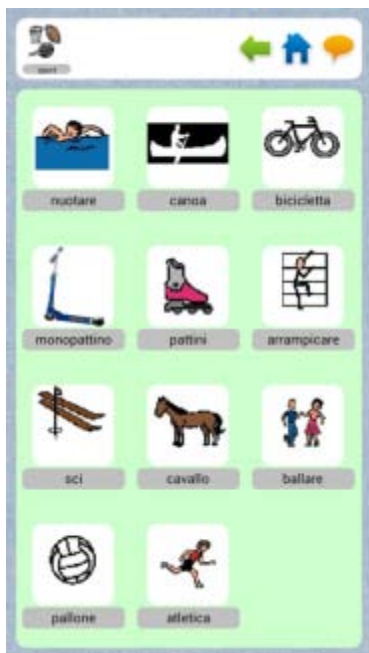 sport
nuotare canoa bicicletta
monopattino pattini arrampicare
sci cavallo ballare
pallone atletica